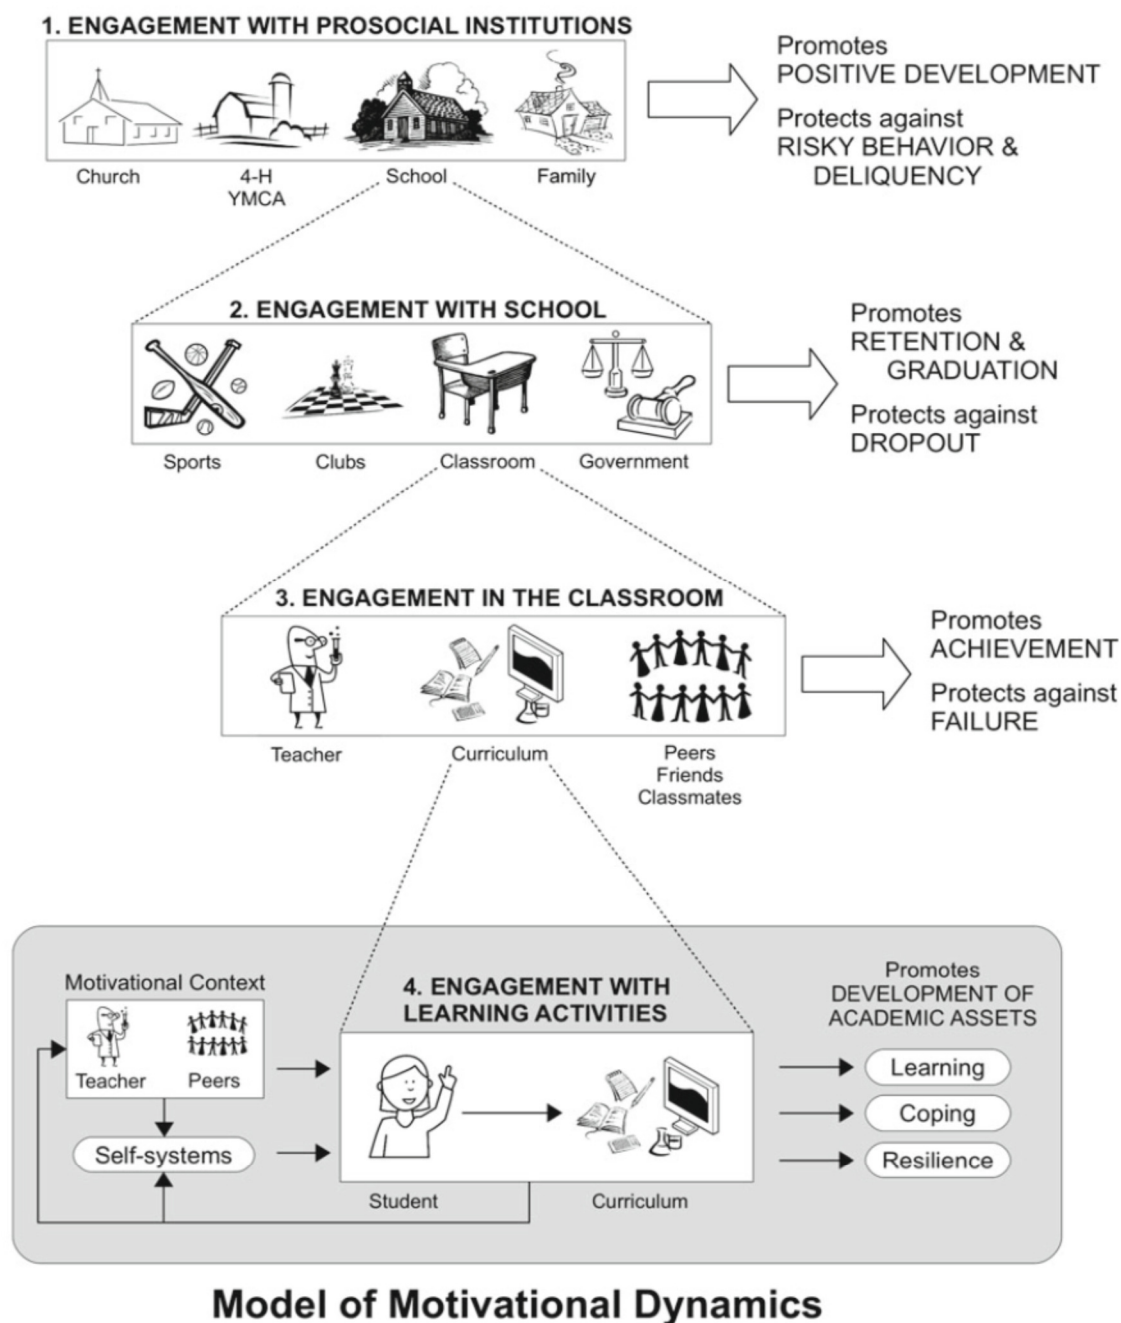 1. ENGAGEMENT WITH PROSOCIAL INSTITUTIONS
Church
4-H
YMCA
School
Family
Promotes
POSITIVE DEVELOPMENT
Protects against
RISKY BEHAVIOR &
DELIQUENCY
2. ENGAGEMENT WITH SCHOOL
Sports
Clubs
Classroom
Government
Promotes
RETENTION &
GRADUATION
Protects against
DROPOUT
3. ENGAGEMENT IN THE CLASSROOM
Teacher
Curriculum
Peers
Friends
Classmates
Promotes
ACHIEVEMENT
Protects against
FAILURE
Motivational Context
Teacher
Peers
Self-systems
4. ENGAGEMENT WITH
LEARNING ACTIVITIES
Student
Curriculum
Promotes
DEVELOPMENT OF
ACADEMIC ASSETS
Learning
Coping
Resilience
Model of Motivational Dynamics